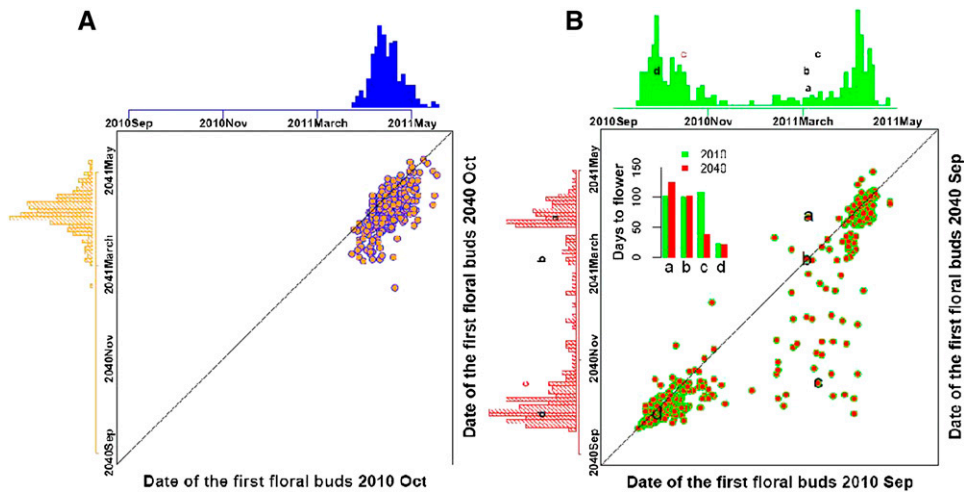 A
B
d
c
c
b
a
2010Sep
2010Nov
2011March
2011May
2010Sep
2010Nov
2011March
2011May
2041May
2041March
2040Nov
2040Sep
Date of the first floral buds 2040 Oct
Date of the first floral buds 2010 Oct
a
b
c
d
2041May
2041March
2040Nov
2040Sep
2010
2040
Days to flower
150
100
50
0
a b c d
a
b
c
d
Date of the first floral buds 2040 Sep
Date of the first floral buds 2010 Sep